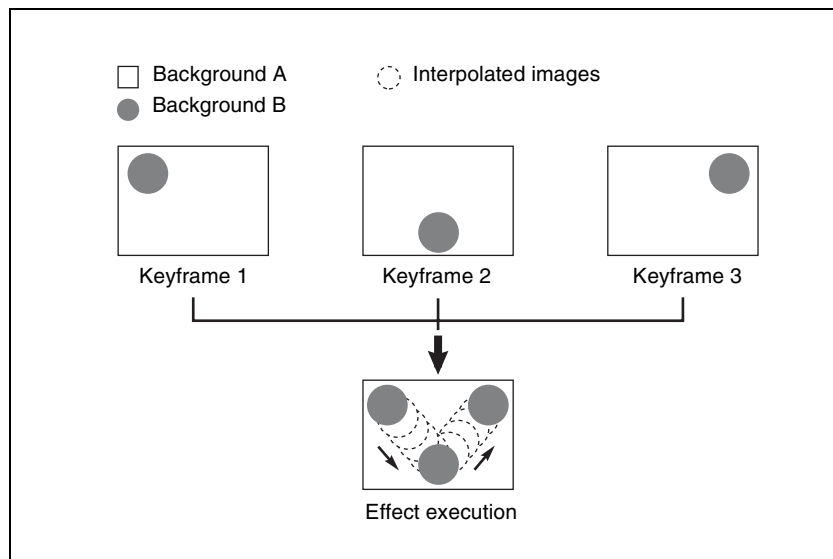 Background A
Interpolated images
Background B
Keyframe 1
Keyframe 2
Keyframe 3
Effect execution